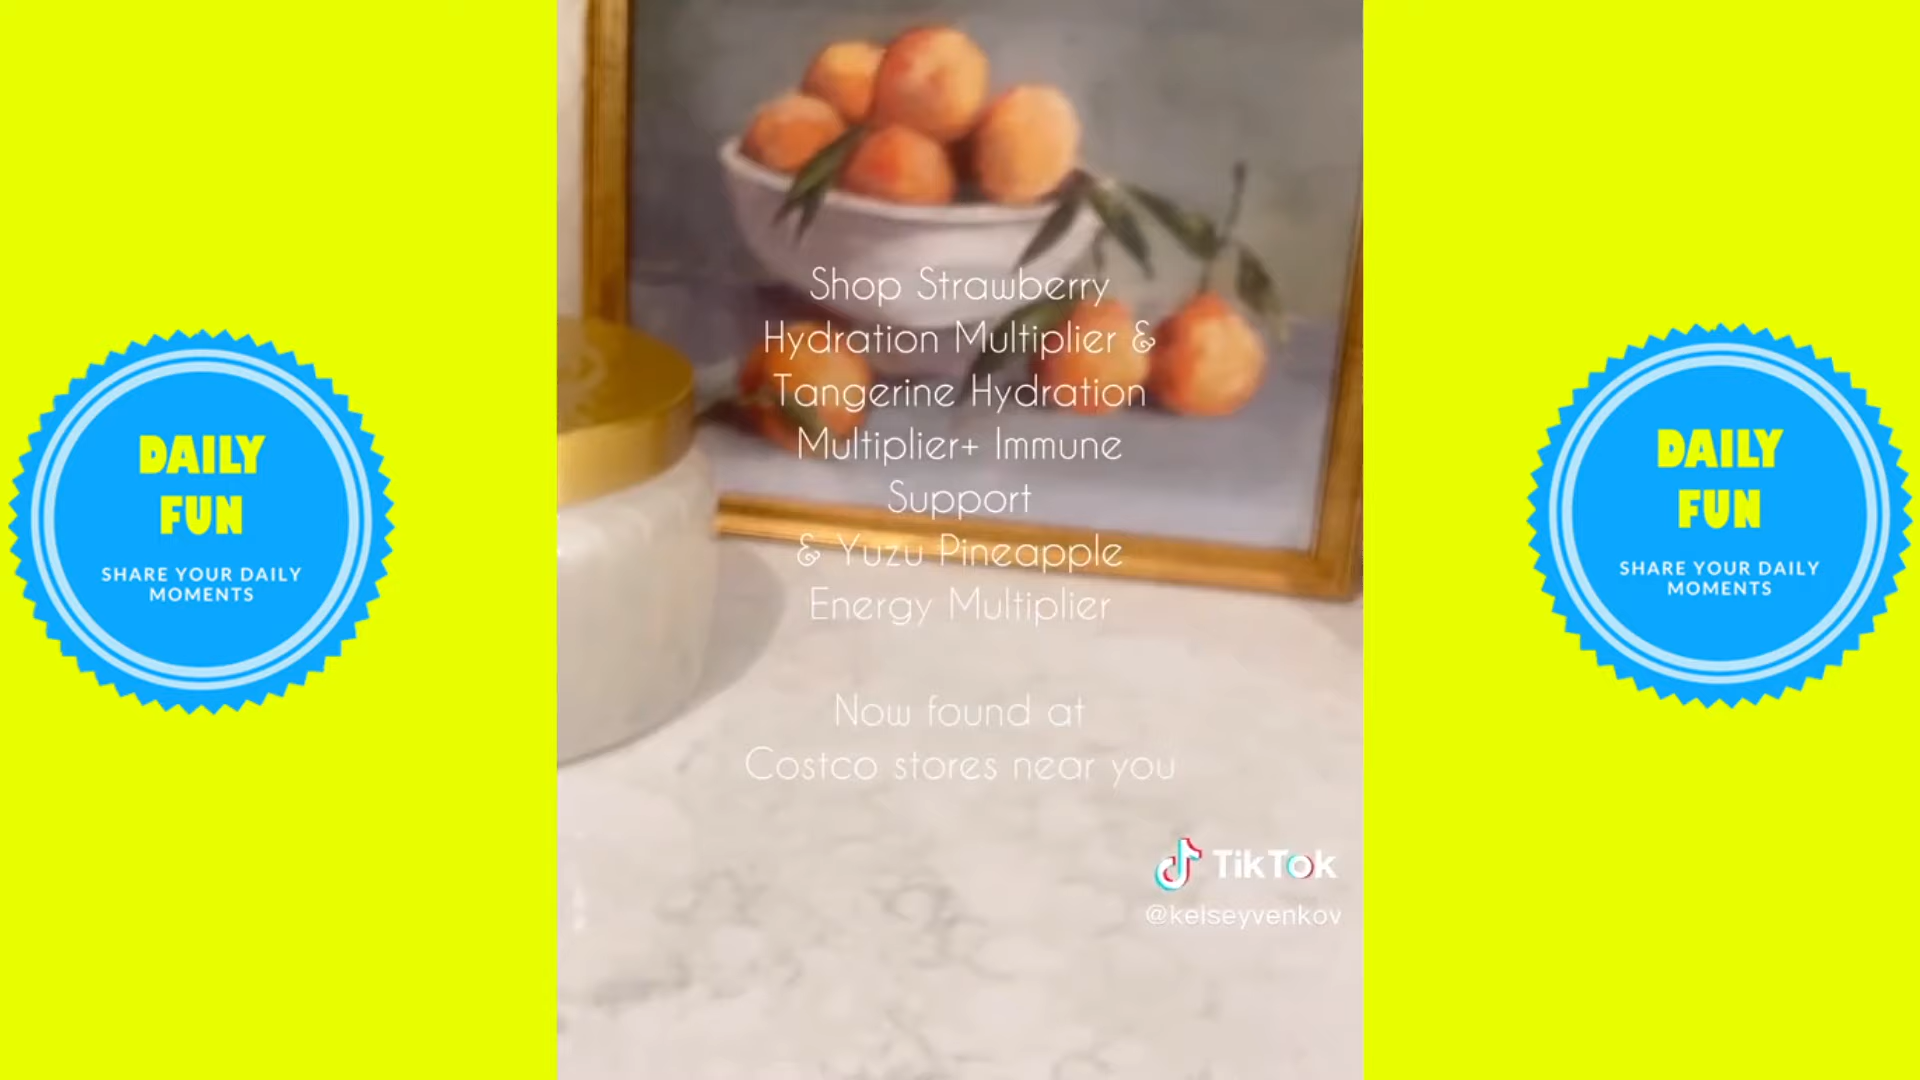 DAILY
FUN
SHARE YOUR DAILY
MOMENTS
Shop Strawberry
Hydration Multiplier &
Tangerine Hydration
Multiplier+ Immune
Support
& Yuzu Pineapple
Energy Multiplier
Now found at
Costco stores near you
TikTok
@kelseyvenkov
DAILY
FUN
SHARE YOUR DAILY
MOMENTS